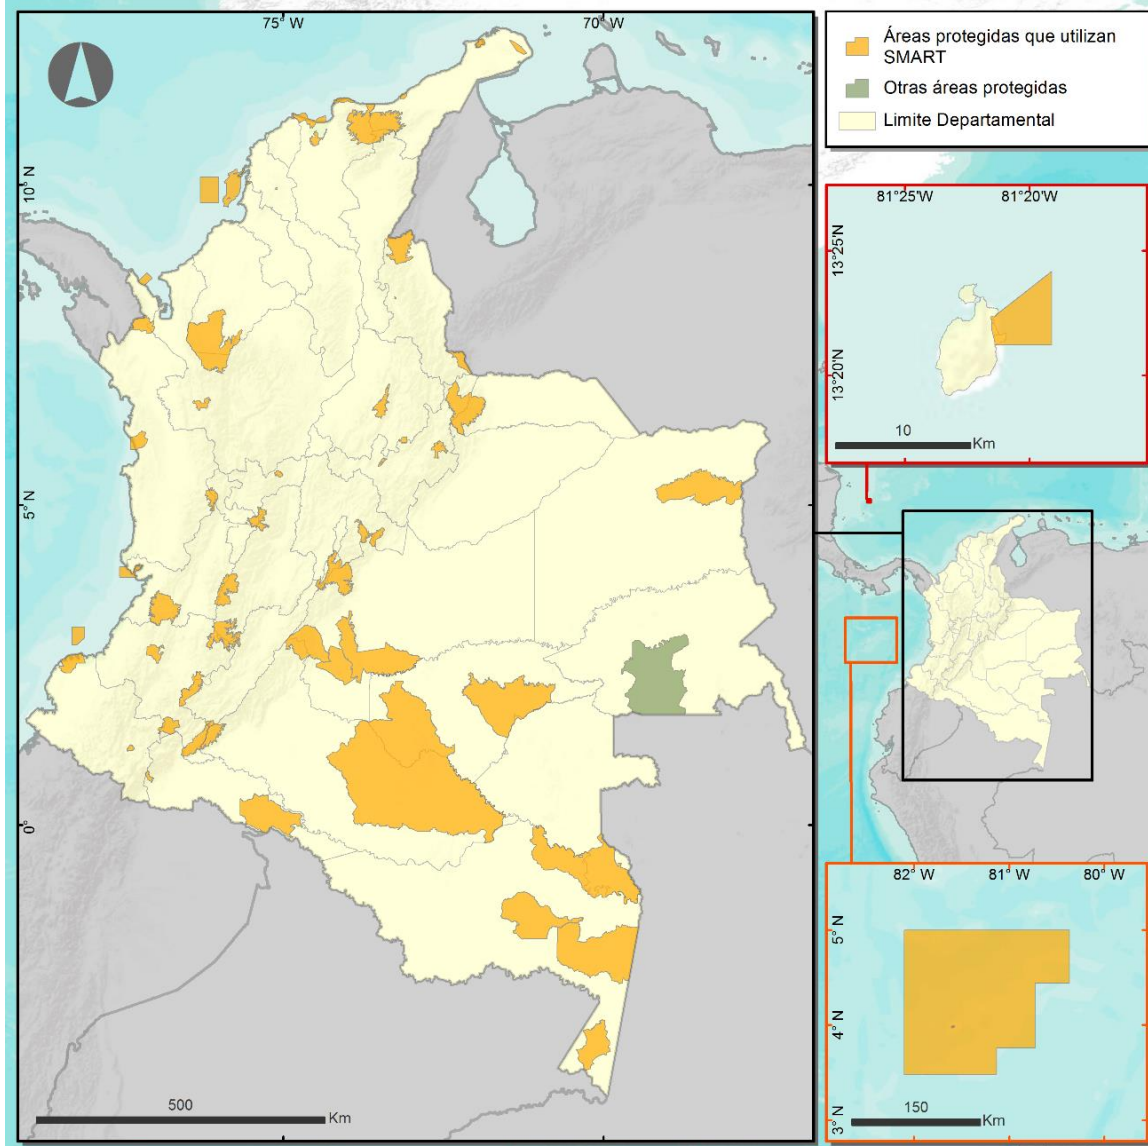 75° W
70° W
10° N
5° N
0°
500
Km
Áreas protegidas que utilizan
SMART
Otras áreas protegidas
Limite Departamental
81°25'W
81°20'W
13°25'N
13°20'N
10
Km
82° W
81° W
80° W
5° N
4° N
3° N
150
Km